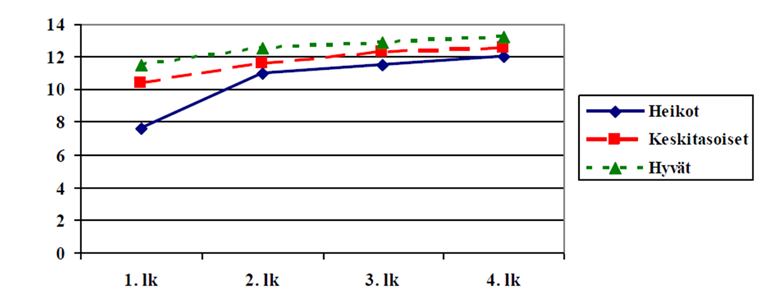 14
12
10
8
6
4
2
0
1. lk 2. lk 3. lk 4. lk
Heikot
Keskitasoiset
Hyvät